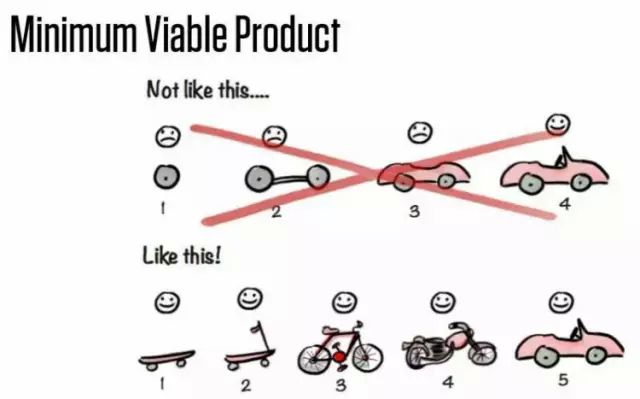 Minimum Viable Product
Not like this....
1 2 3 4
Like this!
1 2 3 4 5